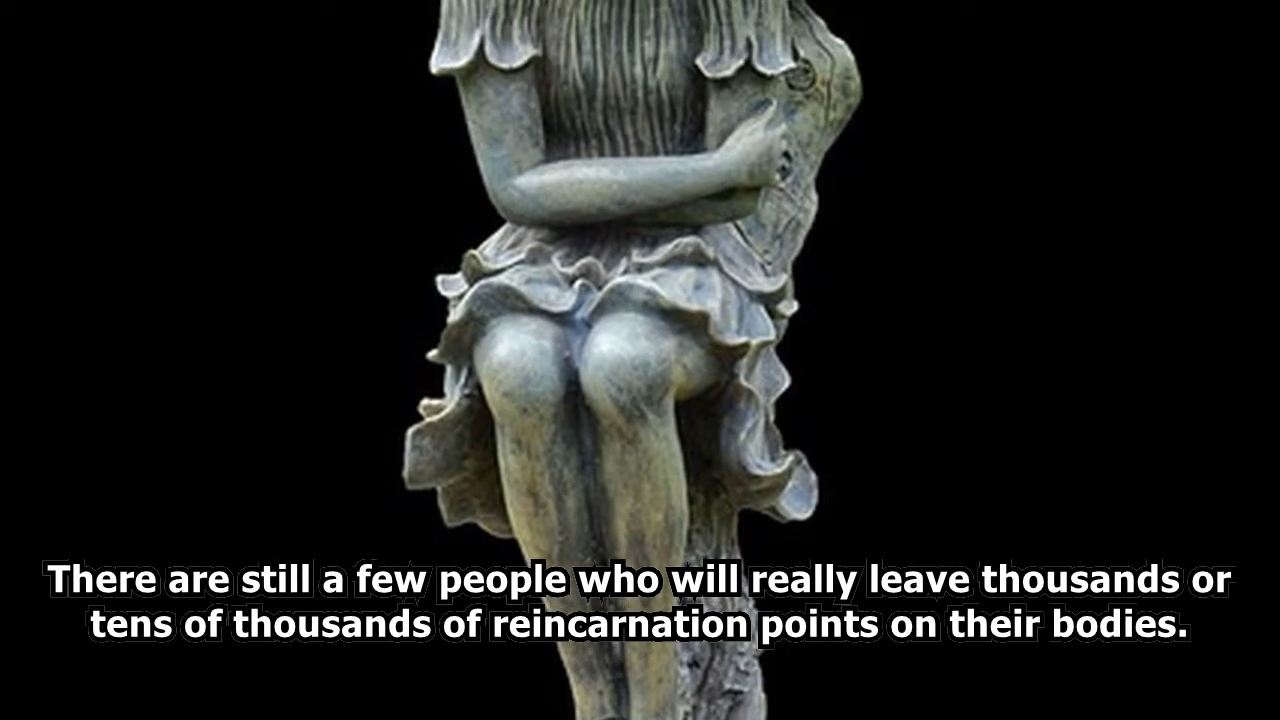 There are still a few people who will really leave thousands or
tens of thousands of reincarnation points on their bodies.